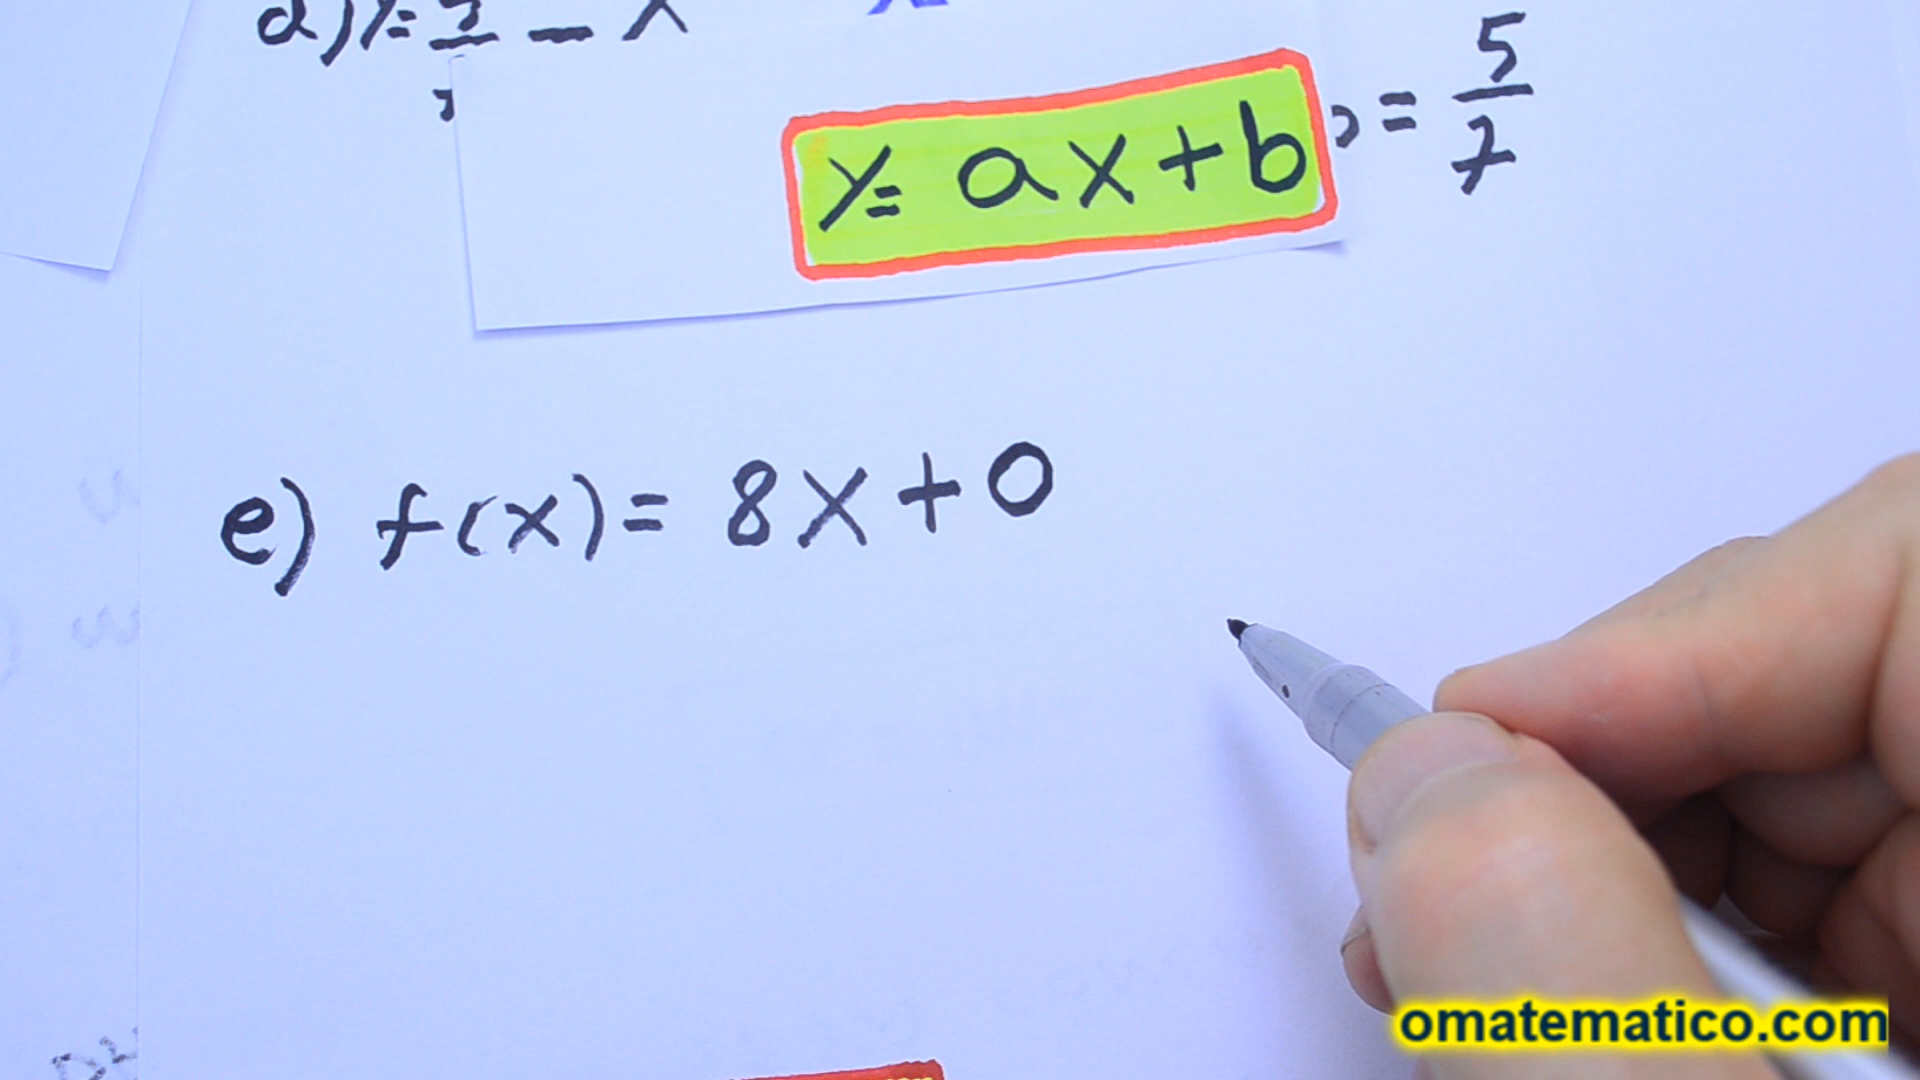 d) y= – x
= 5/7
y= ax+b
e) f(x)= 8x+0
omatematico.com